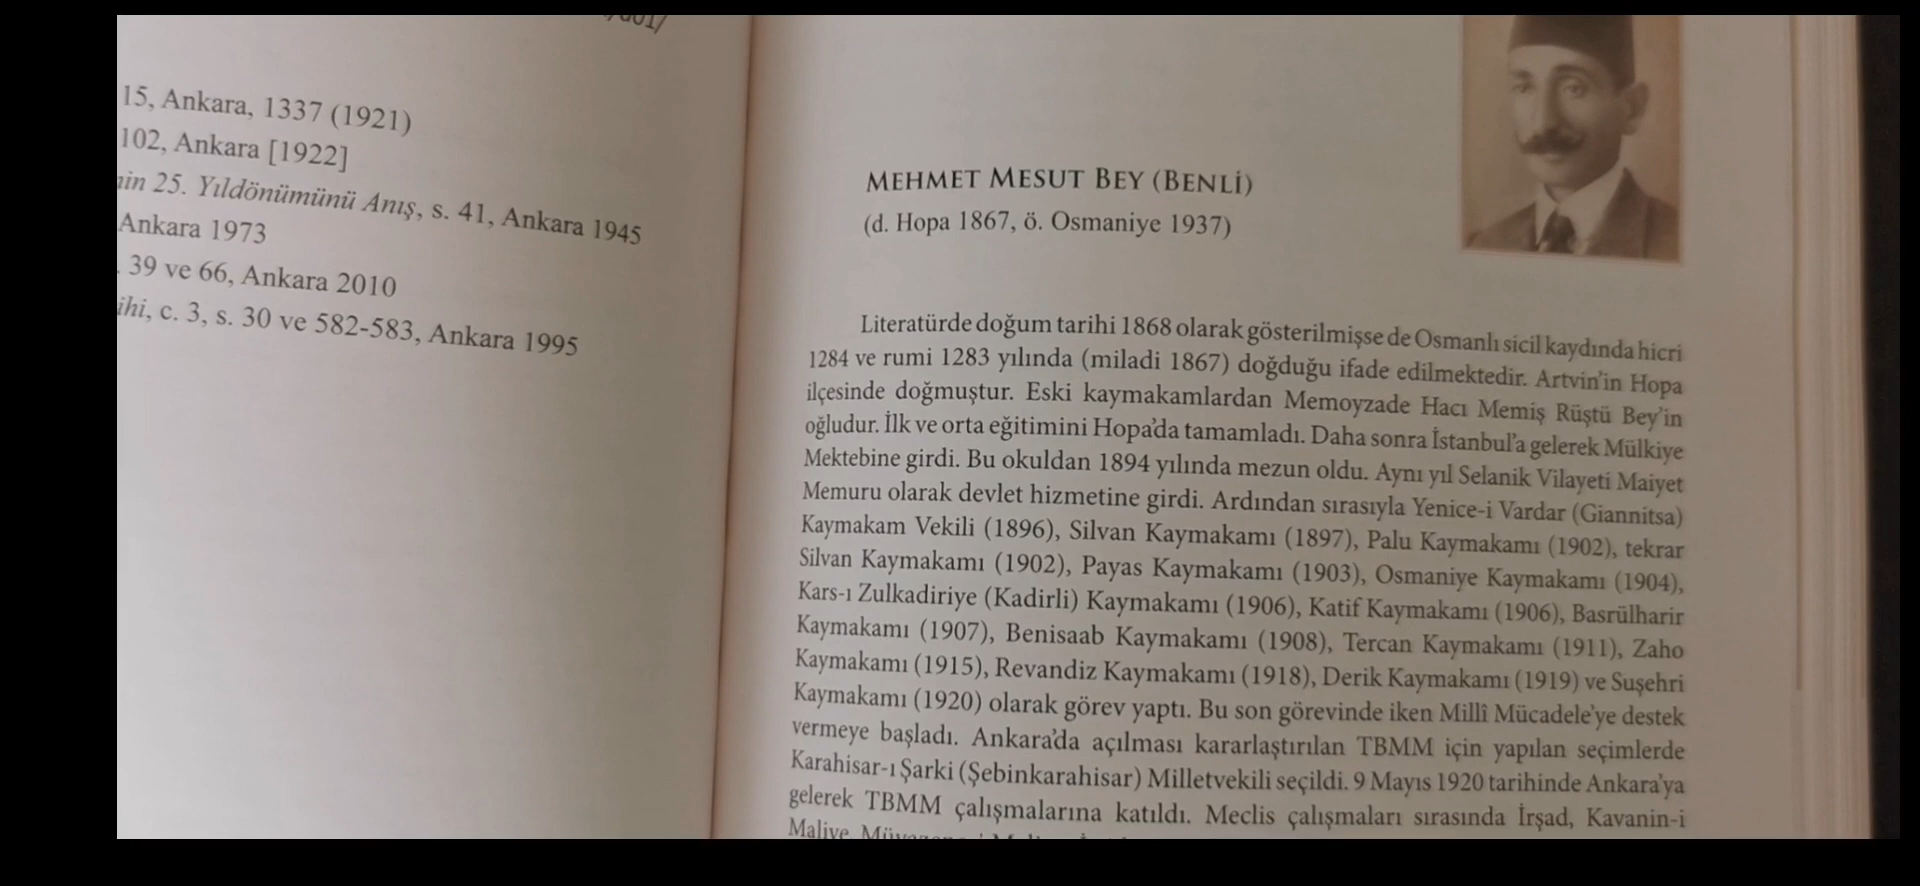 15, Ankara, 1337 (1921)
102, Ankara [1922]
25. Yıldönümünü Anış, s. 41, Ankara 1945
Ankara 1973
39 ve 66, Ankara 2010
c. 3, s. 30 ve 582-583, Ankara 1995
MEHMET MESUT BEY (BENLİ)
(d. Hopa 1867, ö. Osmaniye 1937)
Literatürde doğum tarihi 1868 olarak gösterilmişse de Osmanlı sicil kaydında hicri
1284 ve rumi 1283 yılında (miladi 1867) doğduğu ifade edilmektedir. Artvin'in Hopa
ilçesinde doğmuştur. Eski kaymakamlardan Memoyzade Hacı Memiş Rüştü Bey'in
oğludur. İlk ve orta eğitimini Hopa'da tamamladı. Daha sonra İstanbul'a gelerek Mülkiye
Mektebine girdi. Bu okuldan 1894 yılında mezun oldu. Aynı yıl Selanik Vilayeti Maiyet
Memuru olarak devlet hizmetine girdi. Ardından sırasıyla Yenice-i Vardar (Giannitsa)
Kaymakam Vekili (1896), Silvan Kaymakamı (1897), Palu Kaymakamı (1902), tekrar
Silvan Kaymakamı (1902), Payas Kaymakamı (1903), Osmaniye Kaymakamı (1904),
Kars-ı Zulkadiriye (Kadirli) Kaymakamı (1906), Katif Kaymakamı (1906), Basrülharir
Kaymakamı (1907), Benisaab Kaymakamı (1908), Tercan Kaymakamı (1911), Zaho
Kaymakamı (1915), Revandiz Kaymakamı (1918), Derik Kaymakamı (1919) ve Suşehri
Kaymakamı (1920) olarak görev yaptı. Bu son görevinde iken Millî Mücadele'ye destek
vermeye başladı. Ankara'da açılması kararlaştırılan TBMM için yapılan seçimlerde
Karahisar-ı Şarki (Şebinkarahisar) Milletvekili seçildi. 9 Mayıs 1920 tarihinde Ankara'ya
gelerek TBMM çalışmalarına katıldı. Meclis çalışmaları sırasında İrşad, Kavanin-i
Maliye,